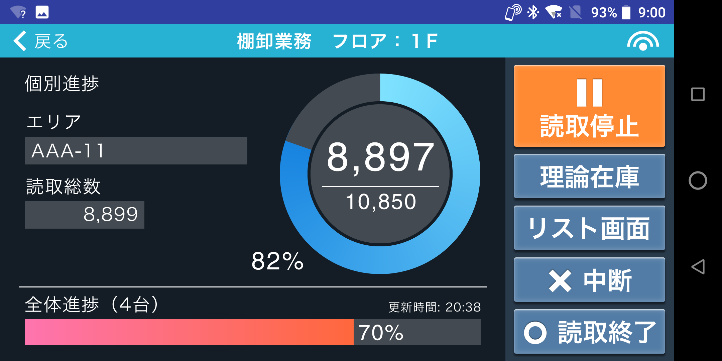 93% 9:00
戻る
棚卸業務 フロア：１Ｆ
個別進捗
エリア
AAA-11
読取総数
8,899
8,897
10,850
82%
全体進捗（4台）
更新時間: 20:38
70%
読取停止
理論在庫
リスト画面
中断
読取終了